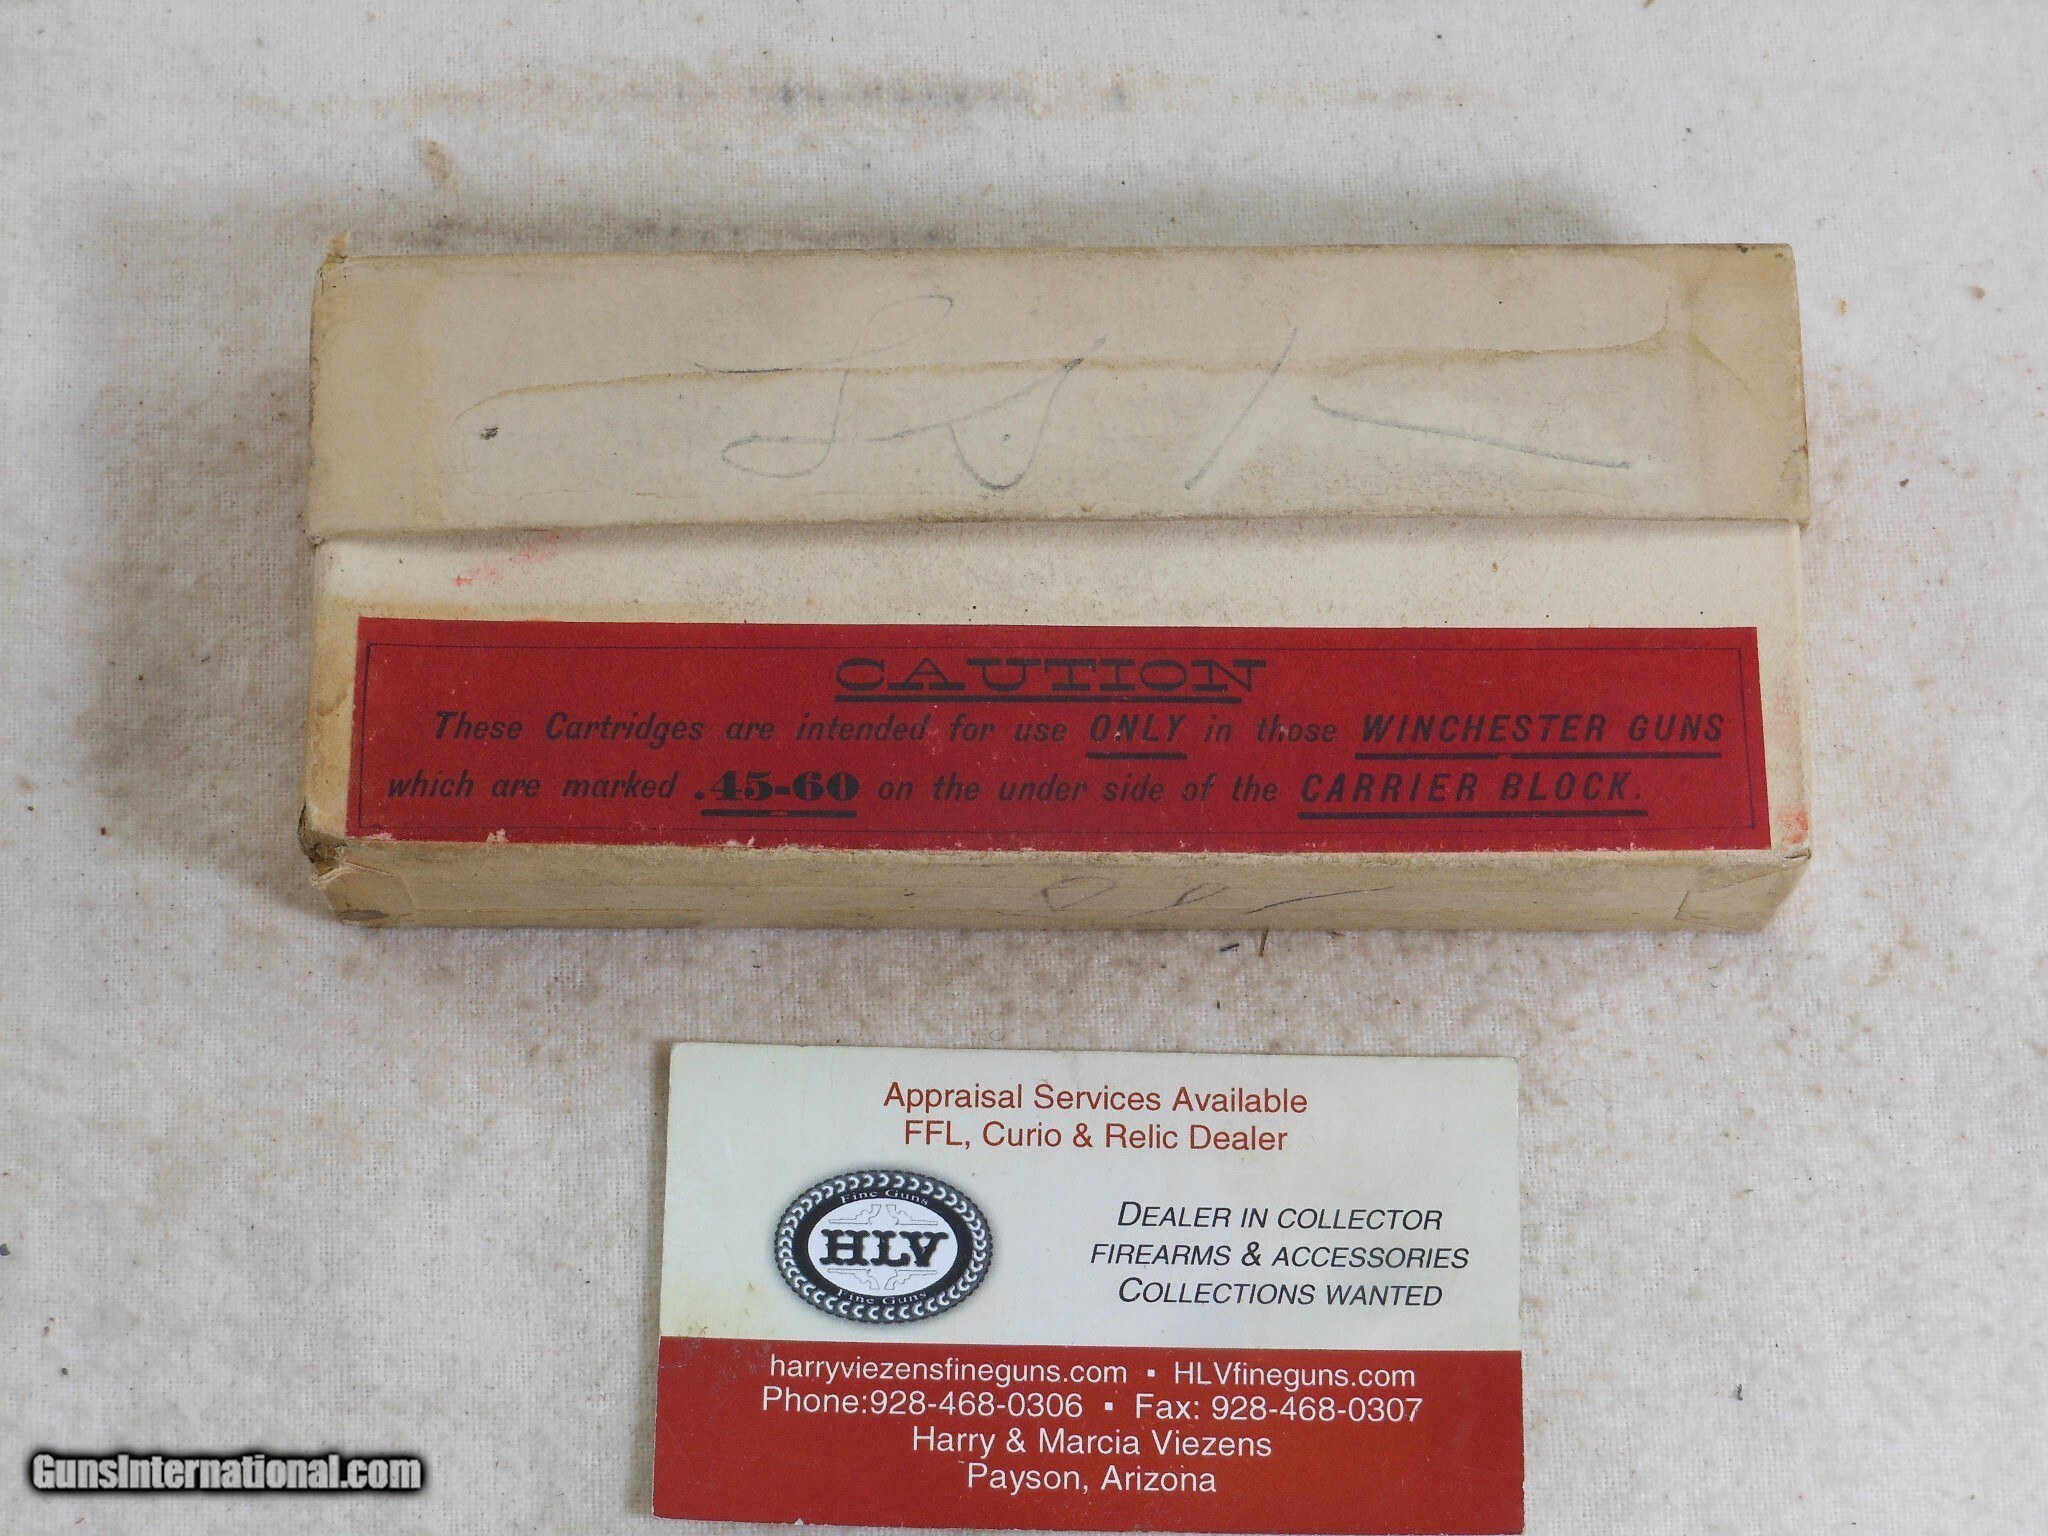 CAUTION
These Cartridges are intended for use ONLY in those WINCHESTER GUNS
which are marked .45-60 on the under side of the CARRIER BLOCK.
Appraisal Services Available
FFL, Curio & Relic Dealer
Fine Guns
HLV
Fine Guns
DEALER IN COLLECTOR
FIREARMS & ACCESSORIES
COLLECTIONS WANTED
harryviezensfineguns.com ▪ HLVfineguns.com
Phone:928-468-0306 ▪ Fax: 928-468-0307
Harry & Marcia Viezens
Payson, Arizona
GunsInternational.com